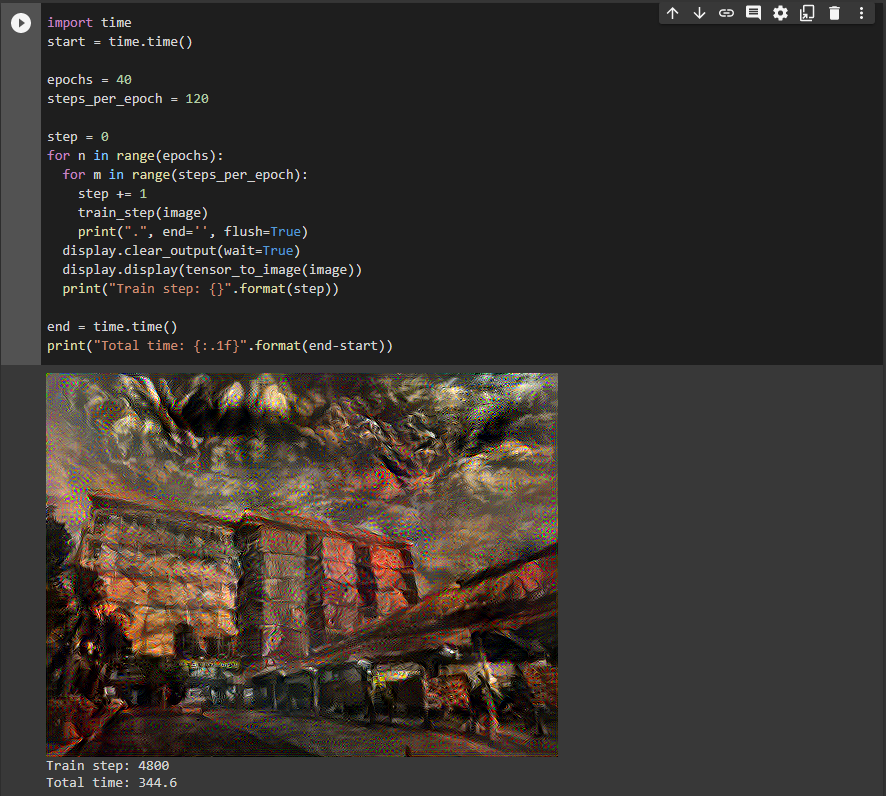 import time
start = time.time()
epochs = 40
steps_per_epoch = 120
step = 0
for n in range(epochs):
  for m in range(steps_per_epoch):
    step += 1
    train_step(image)
    print(".", end='', flush=True)
  display.clear_output(wait=True)
  display.display(tensor_to_image(image))
  print("Train step: {}".format(step))
end = time.time()
print("Total time: {:.1f}".format(end-start))
Train step: 4800
Total time: 344.6